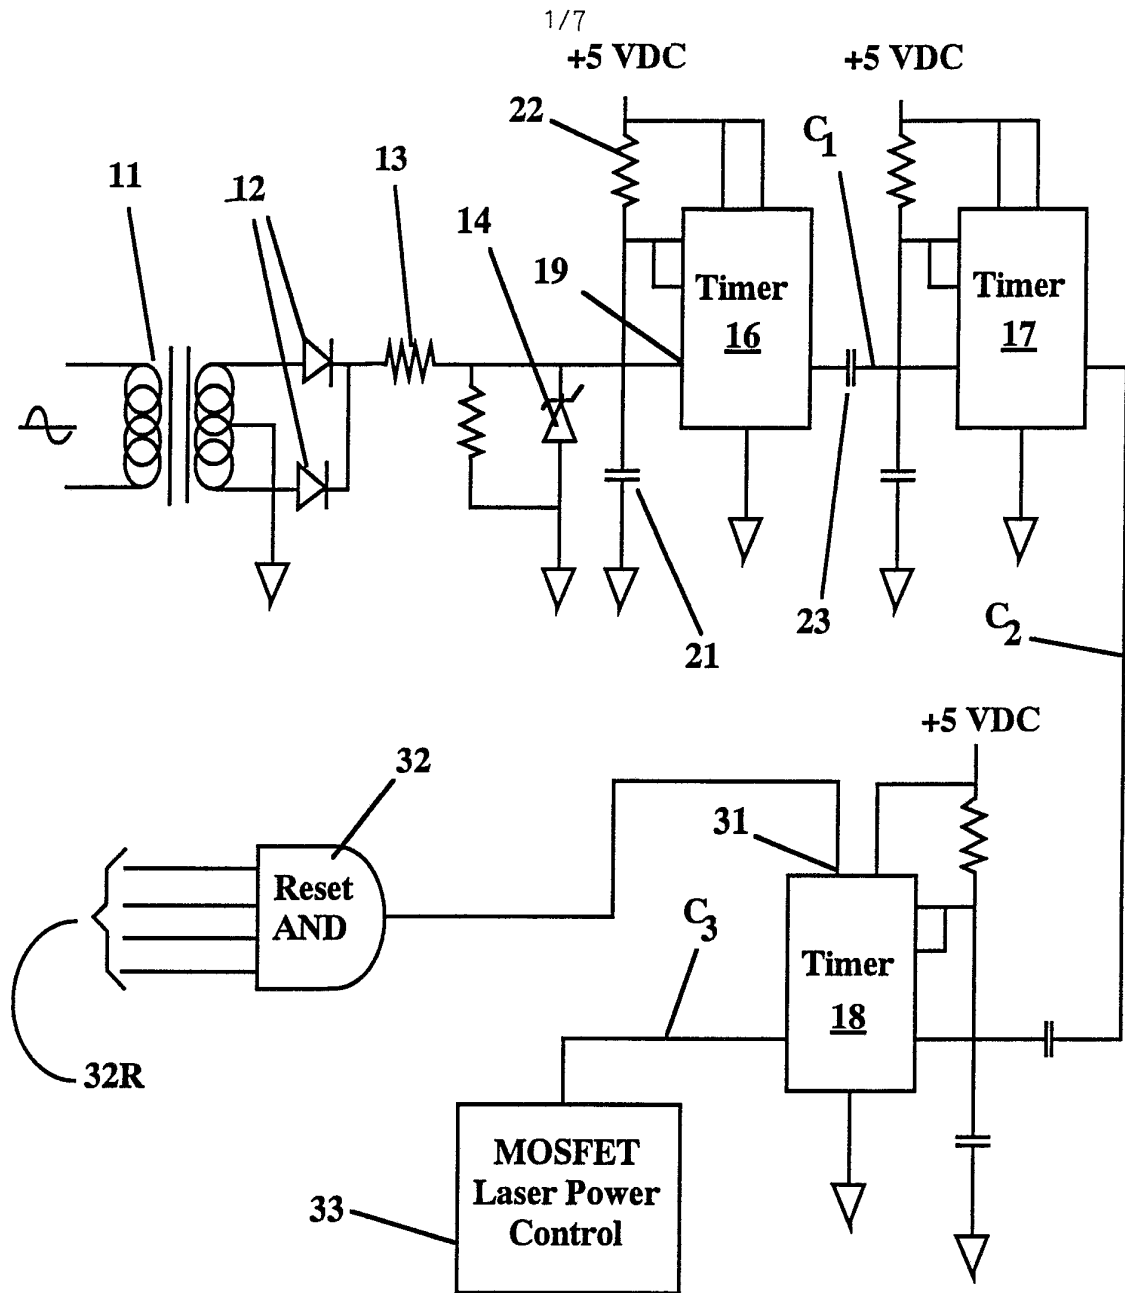 1/7
+5 VDC
+5 VDC
22
C1
13
11
12
14
19
Timer
16
Timer
17
23
21
C2
+5 VDC
32
31
Reset
AND
C3
Timer
18
32R
MOSFET
Laser Power
Control
33